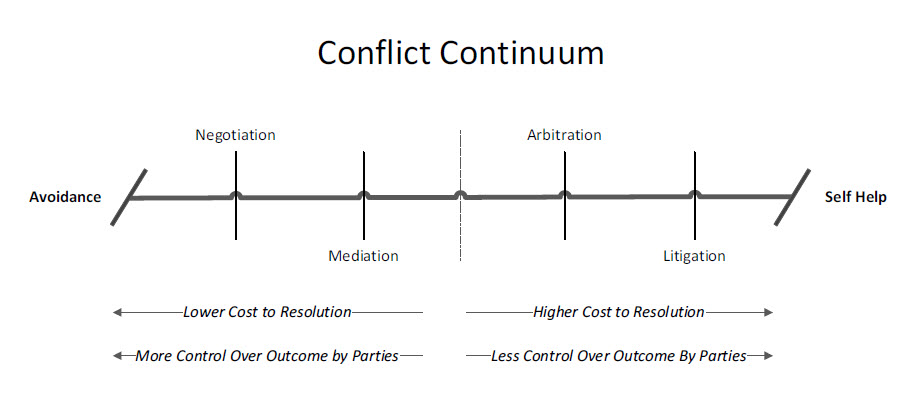 Conflict Continuum
Negotiation
Arbitration
Avoidance
Self Help
Mediation
Litigation
Lower Cost to Resolution
Higher Cost to Resolution
More Control Over Outcome by Parties
Less Control Over Outcome By Parties